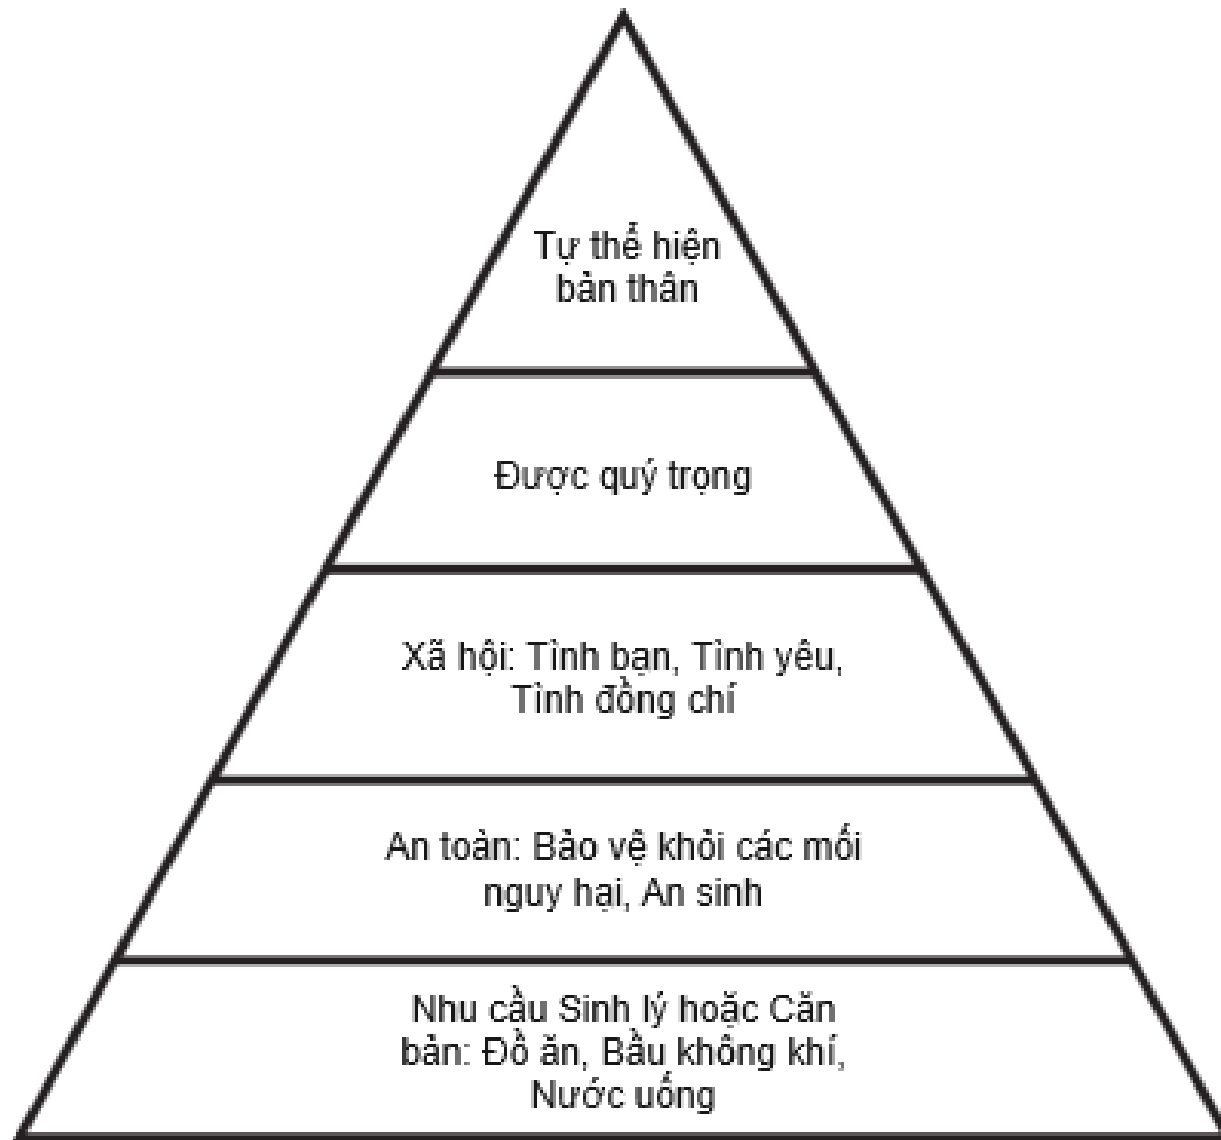 Tự thể hiện
bản thân
Được quý trọng
Xã hội: Tình bạn, Tình yêu,
Tình đồng chí
An toàn: Bảo vệ khỏi các mối
nguy hại, An sinh
Nhu cầu Sinh lý hoặc Căn
bản: Đồ ăn, Bầu không khí,
Nước uống